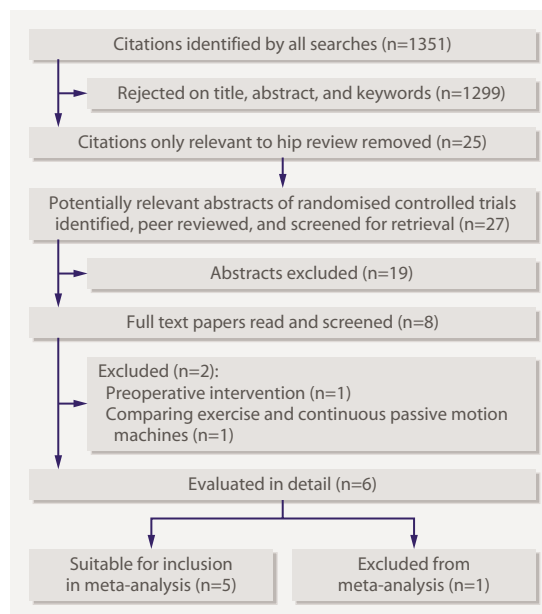 Citations identified by all searches (n=1351)
Rejected on title, abstract, and keywords (n=1299)
Citations only relevant to hip review removed (n=25)
Potentially relevant abstracts of randomised controlled trials
identified, peer reviewed, and screened for retrieval (n=27)
Abstracts excluded (n=19)
Full text papers read and screened (n=8)
Excluded (n=2):
Preoperative intervention (n=1)
Comparing exercise and continuous passive motion
machines (n=1)
Evaluated in detail (n=6)
Suitable for inclusion
in meta-analysis (n=5)
Excluded from
meta-analysis (n=1)